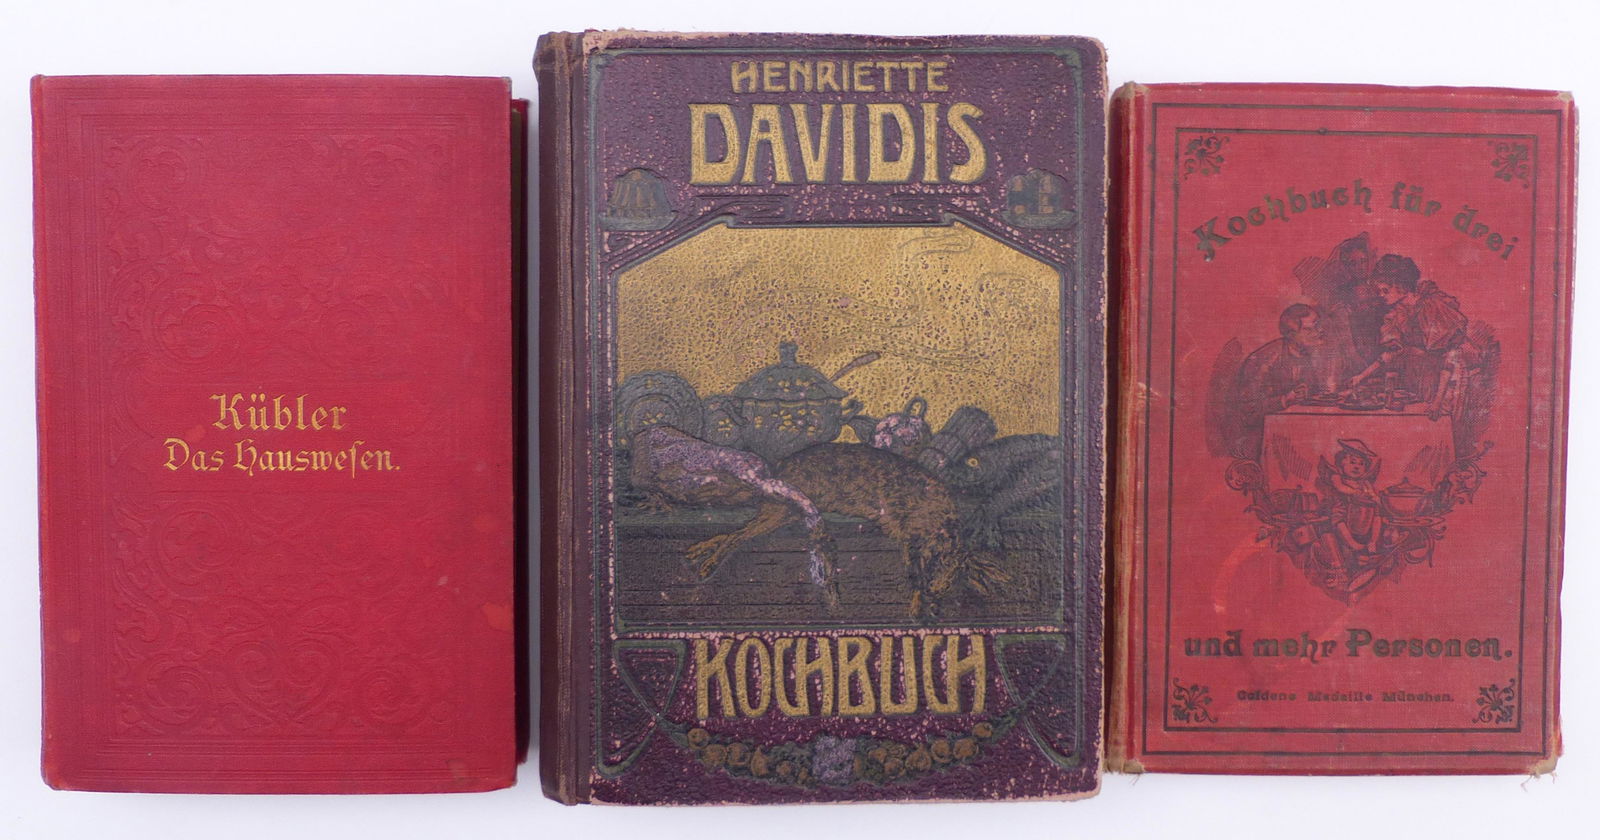 Kübler
Das Hausweſen.
HENRIETTE
DAVIDIS
KOCHBUCH
Kochbuch für drei
und mehr Personen.
Goldene Medaille München.